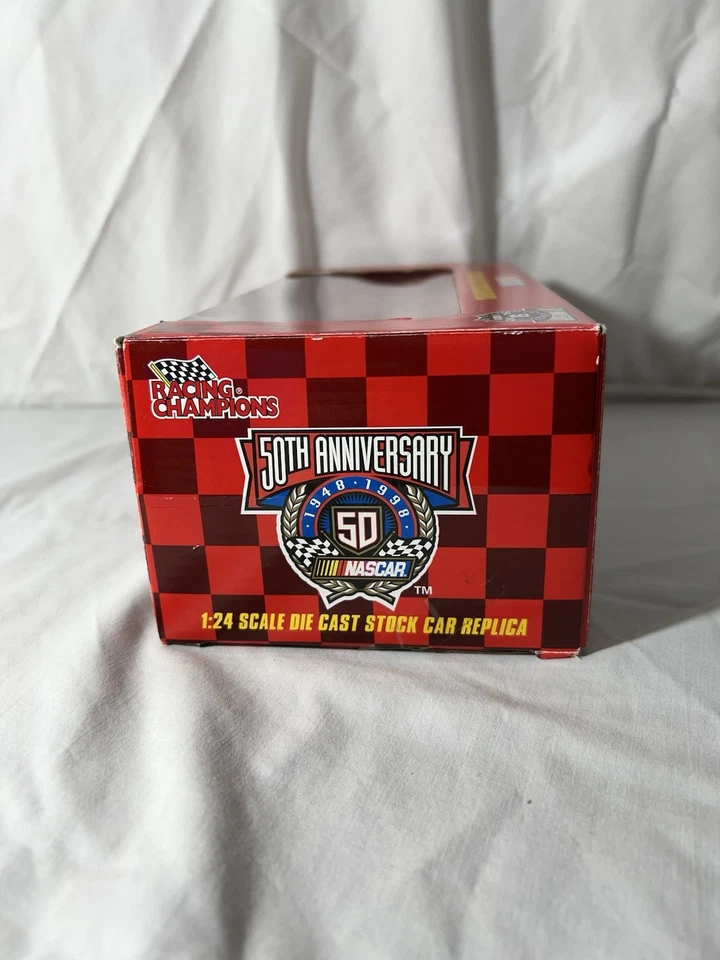 RACING®
CHAMPIONS
50TH ANNIVERSARY
1948 · 1998
50
NASCAR
TM
1:24 SCALE DIE CAST STOCK CAR REPLICA